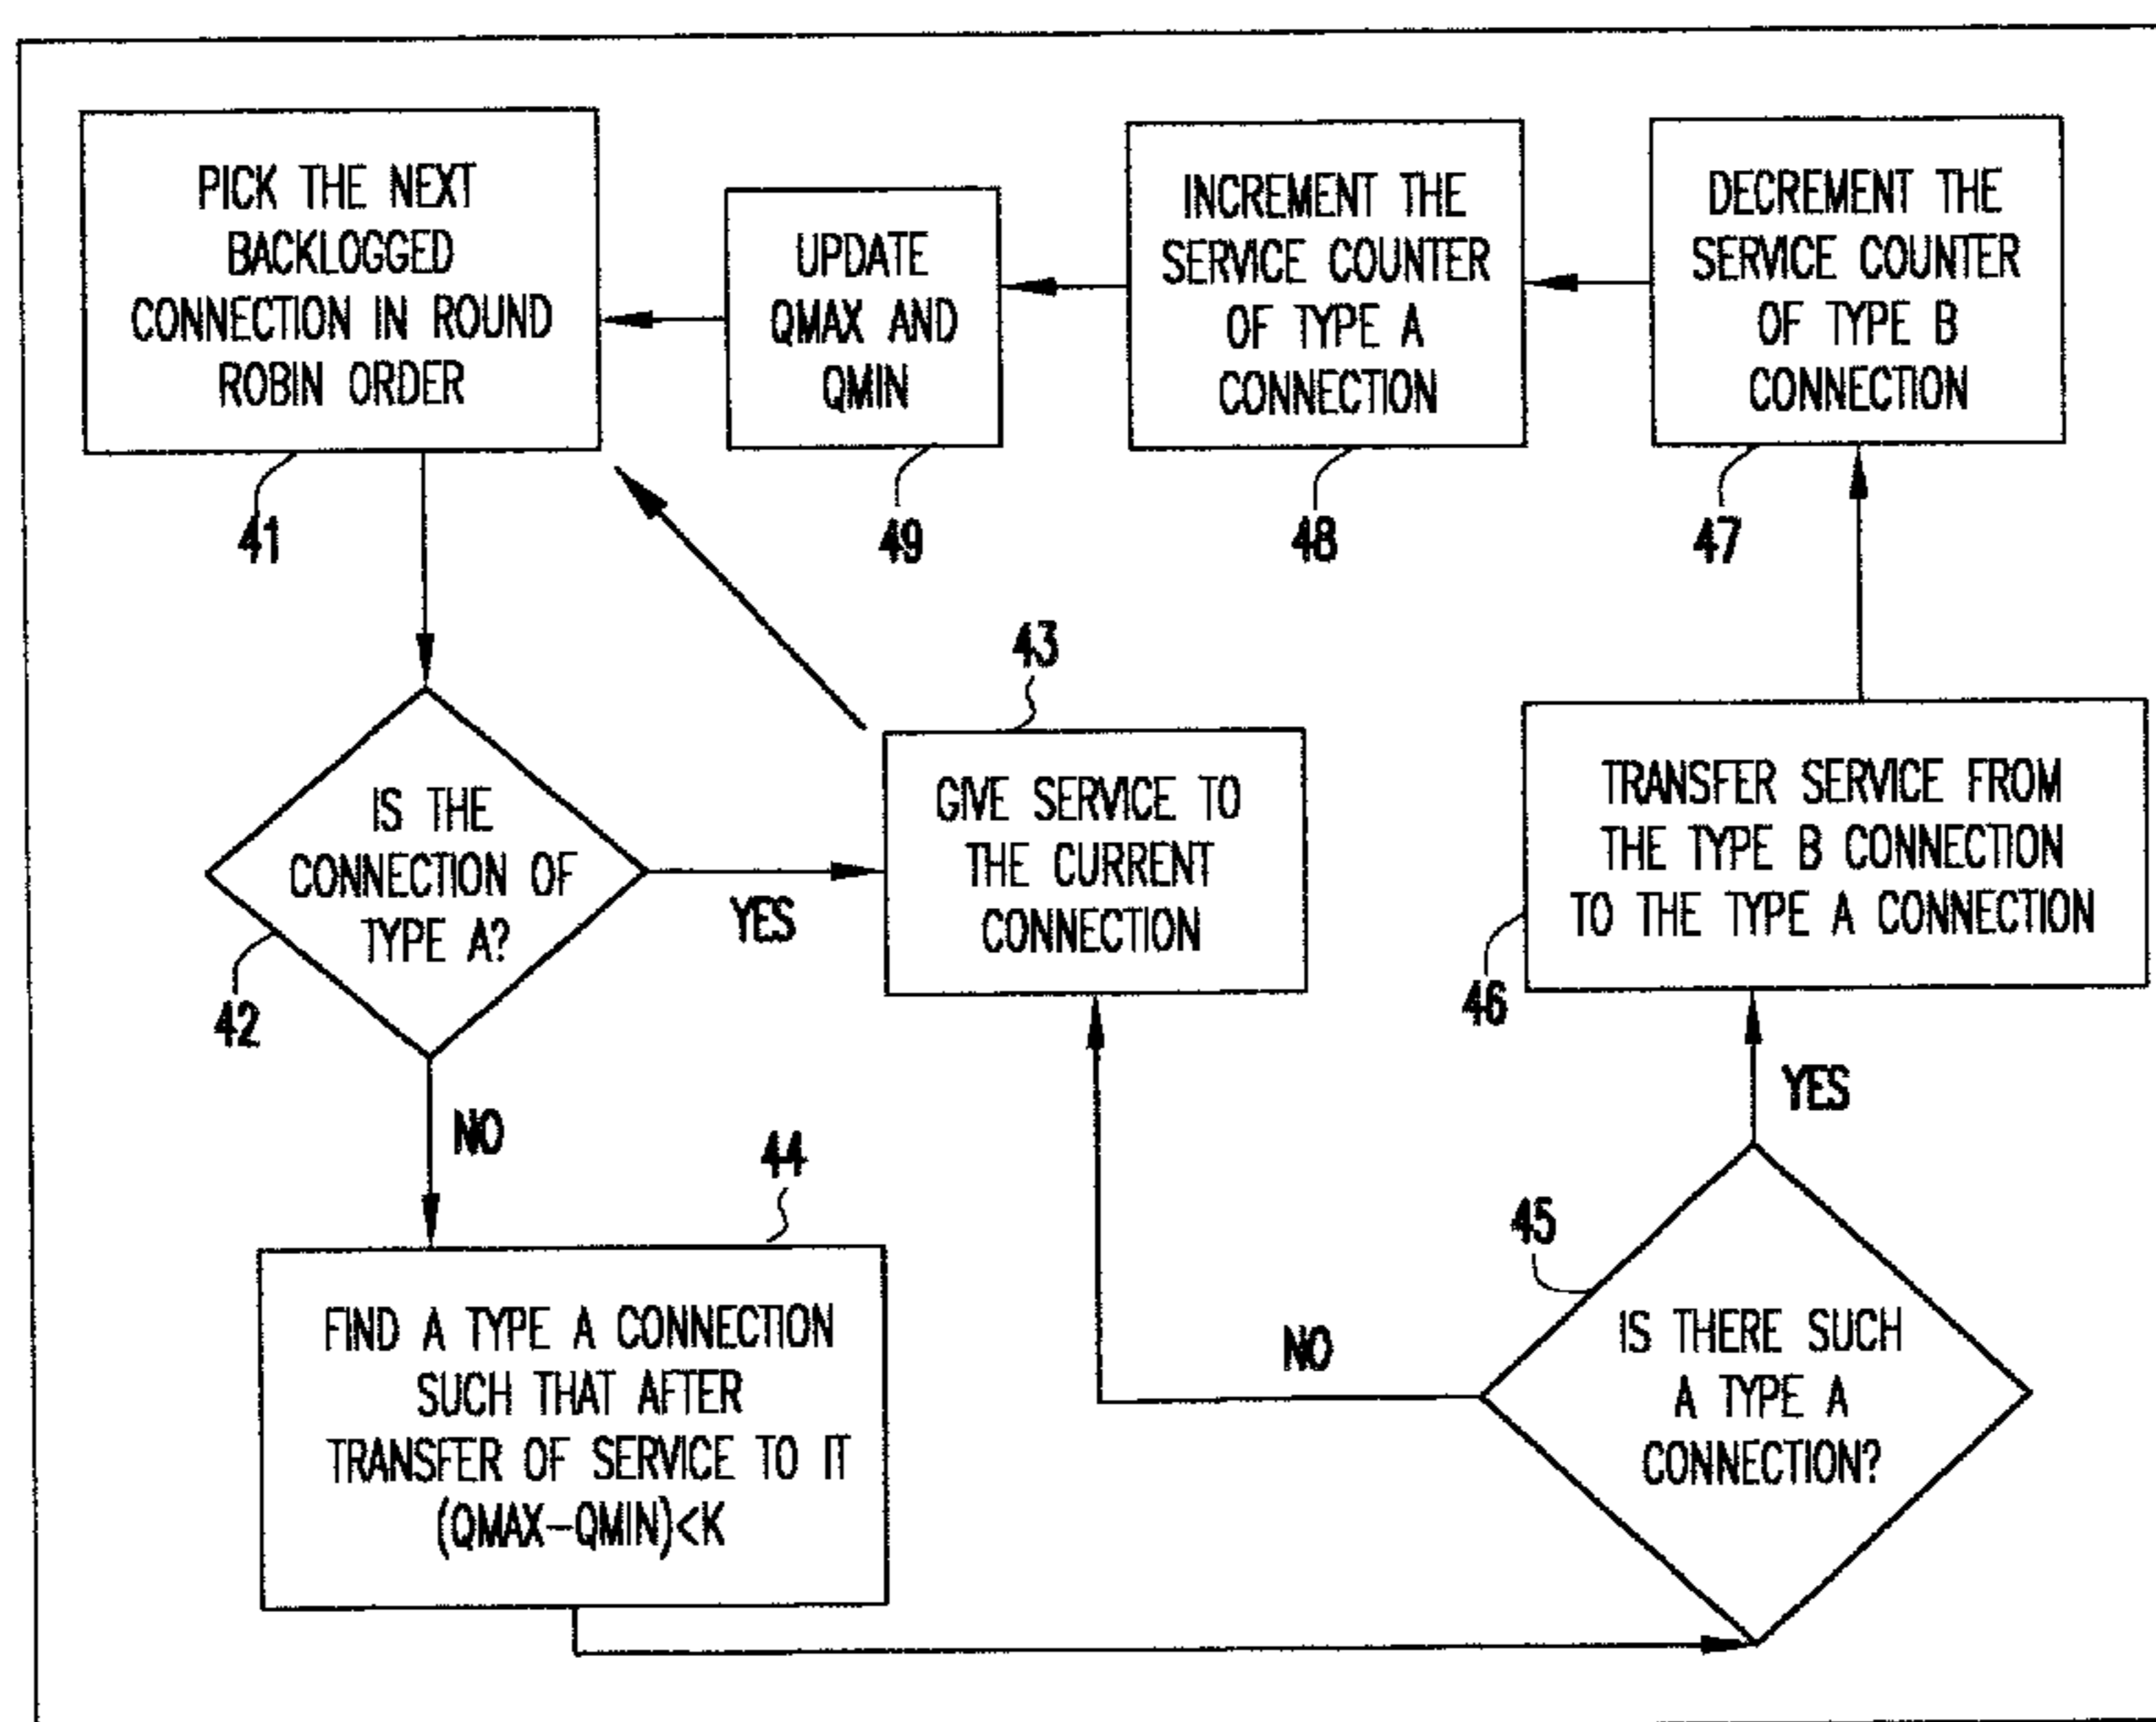 PICK THE NEXT
BACKLOGGED
CONNECTION IN ROUND
ROBIN ORDER
41
UPDATE
QMAX AND
QMIN
49
INCREMENT THE
SERVICE COUNTER
OF TYPE A
CONNECTION
48
DECREMENT THE
SERVICE COUNTER
OF TYPE B
CONNECTION
47
IS THE
CONNECTION OF
TYPE A?
42
YES
NO
43
GIVE SERVICE TO
THE CURRENT
CONNECTION
TRANSFER SERVICE FROM
THE TYPE B CONNECTION
TO THE TYPE A CONNECTION
46
YES
44
FIND A TYPE A CONNECTION
SUCH THAT AFTER
TRANSFER OF SERVICE TO IT
(QMAX-QMIN)<K
45
IS THERE SUCH
A TYPE A
CONNECTION?
NO